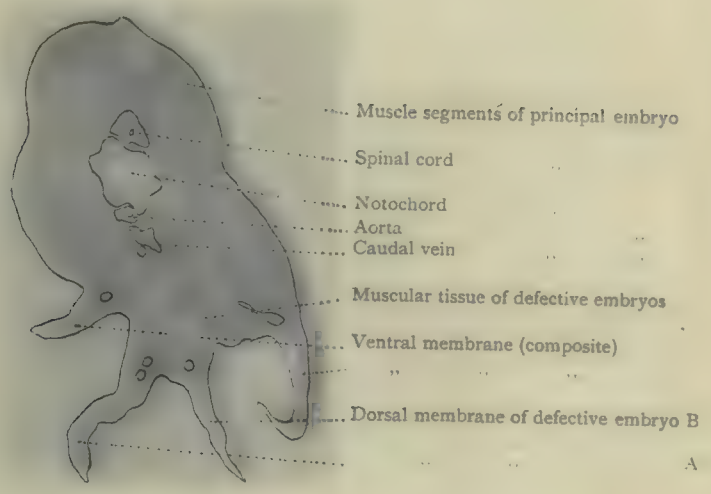 Muscle segments of principal embryo
Spinal cord
Notochord
Aorta
Caudal vein
Muscular tissue of defective embryos
Ventral membrane (composite)
„ „ „
Dorsal membrane of defective embryo B
„ „ A